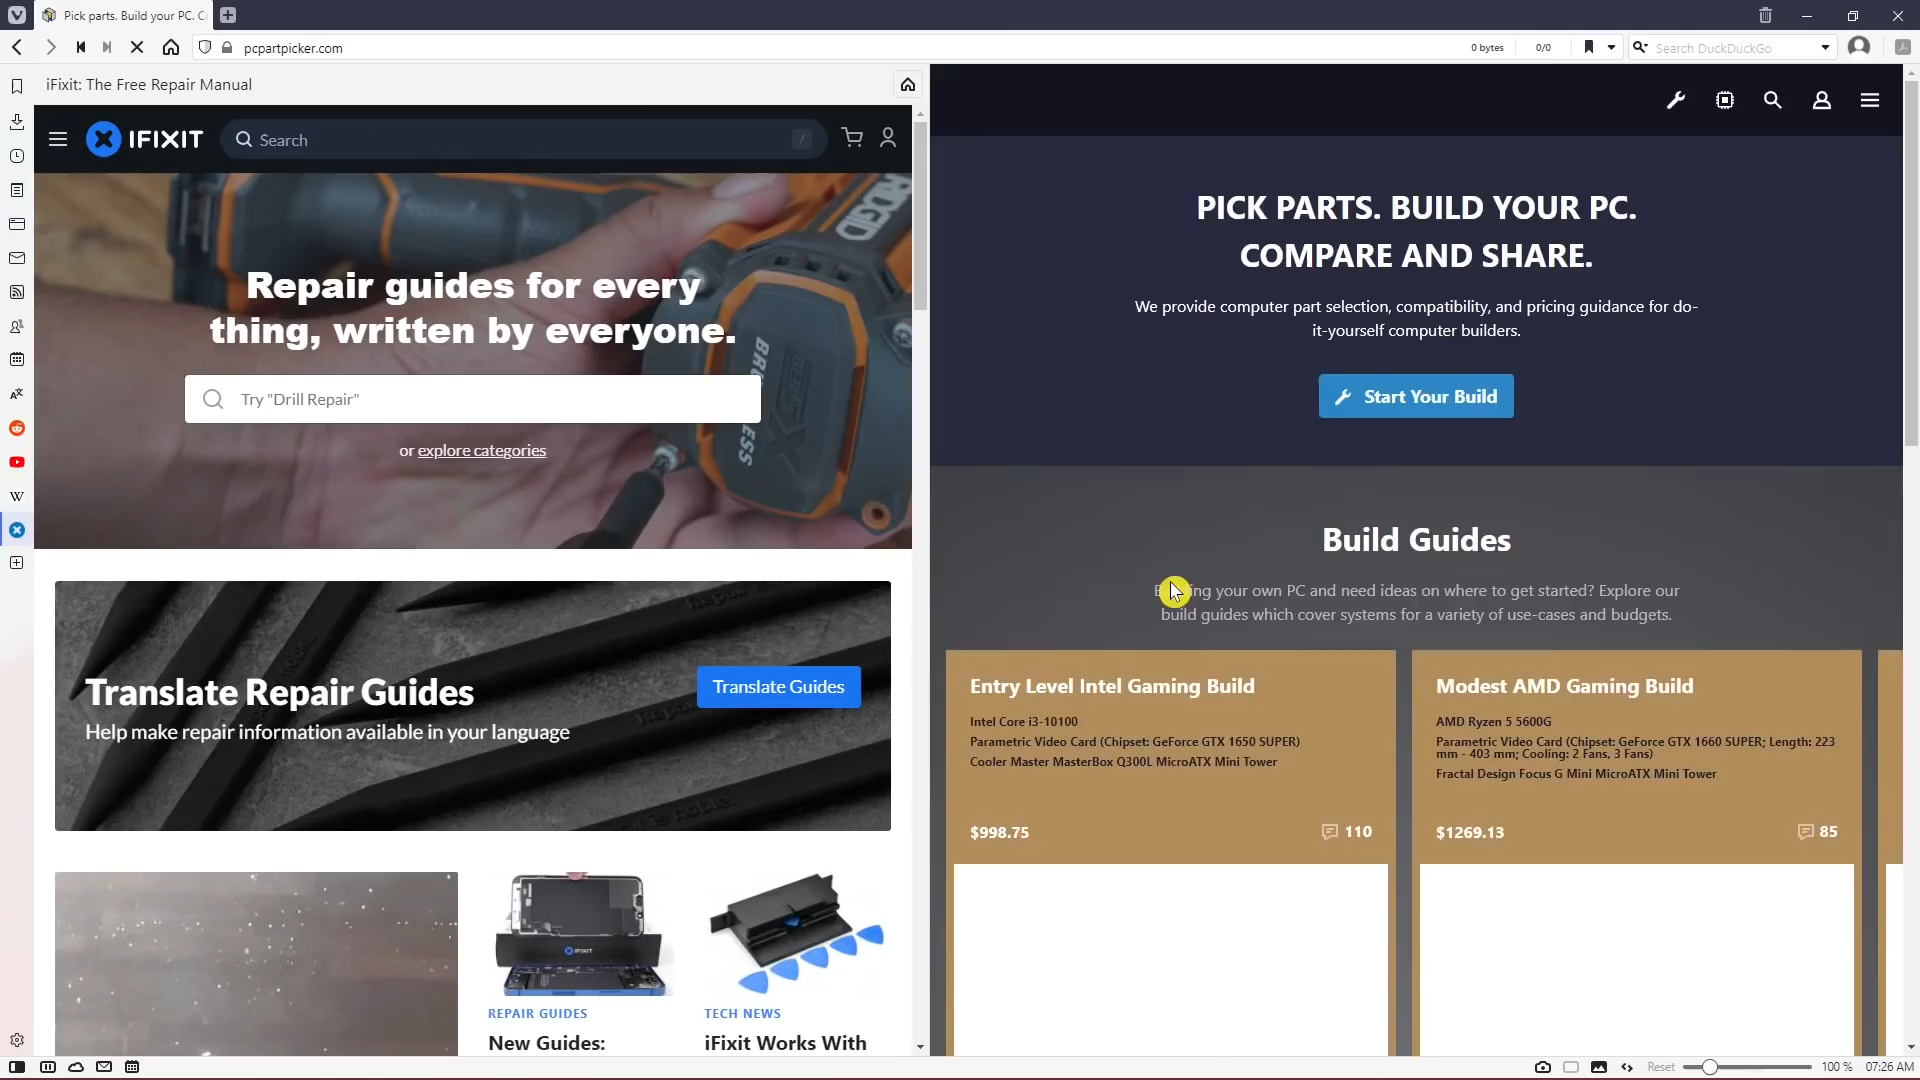 Pick parts. Build your PC. C
pcpartpicker.com
0 bytes
0/0
Search DuckDuckGo
iFixit: The Free Repair Manual
IFIXIT
Search
/
RIDGID
BRUSHLESS
Repair guides for every
thing, written by everyone.
Try "Drill Repair"
or explore categories
Translate Repair Guides
Help make repair information available in your language
Translate Guides
IFIXIT
REPAIR GUIDES
New Guides:
TECH NEWS
iFixit Works With
PICK PARTS. BUILD YOUR PC.
COMPARE AND SHARE.
We provide computer part selection, compatibility, and pricing guidance for do-
it-yourself computer builders.
Start Your Build
Build Guides
ing your own PC and need ideas on where to get started? Explore our
build guides which cover systems for a variety of use-cases and budgets.
Entry Level Intel Gaming Build
Intel Core i3-10100
Parametric Video Card (Chipset: GeForce GTX 1650 SUPER)
Cooler Master MasterBox Q300L MicroATX Mini Tower
$998.75
110
Modest AMD Gaming Build
AMD Ryzen 5 5600G
Parametric Video Card (Chipset: GeForce GTX 1660 SUPER; Length: 223
mm - 403 mm; Cooling: 2 Fans, 3 Fans)
Fractal Design Focus G Mini MicroATX Mini Tower
$1269.13
85
Reset
100 %
07:26 AM